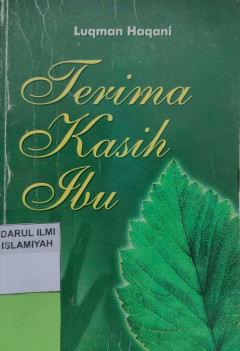 Luqman Haqani
Terima
Kasih
Ibu
DARUL ILMI
ISLAMIYAH